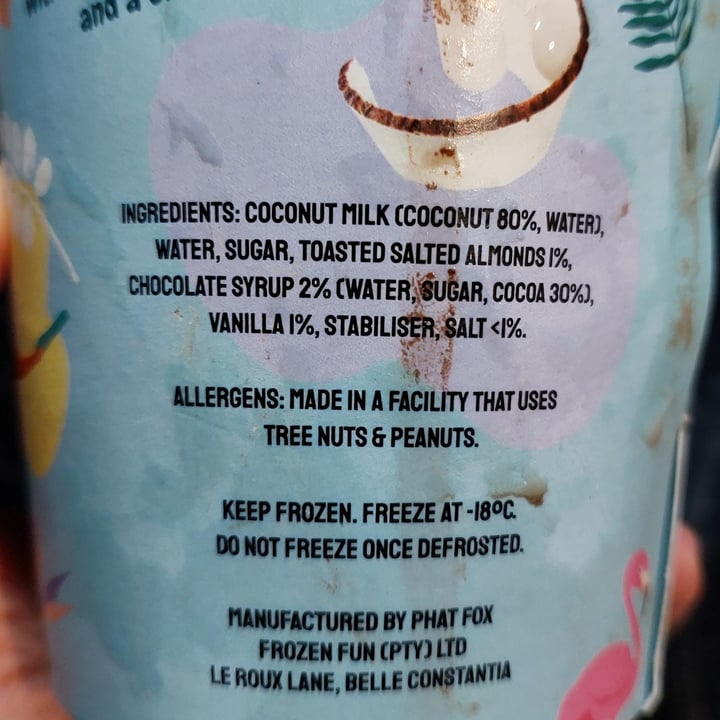 and a
INGREDIENTS: COCONUT MILK (COCONUT 80%, WATER),
WATER, SUGAR, TOASTED SALTED ALMONDS 1%,
CHOCOLATE SYRUP 2% (WATER, SUGAR, COCOA 30%),
VANILLA 1%, STABILISER, SALT <1%.
ALLERGENS: MADE IN A FACILITY THAT USES
TREE NUTS & PEANUTS.
KEEP FROZEN. FREEZE AT -18ºC.
DO NOT FREEZE ONCE DEFROSTED.
MANUFACTURED BY PHAT FOX
FROZEN FUN (PTY) LTD
LE ROUX LANE, BELLE CONSTANTIA